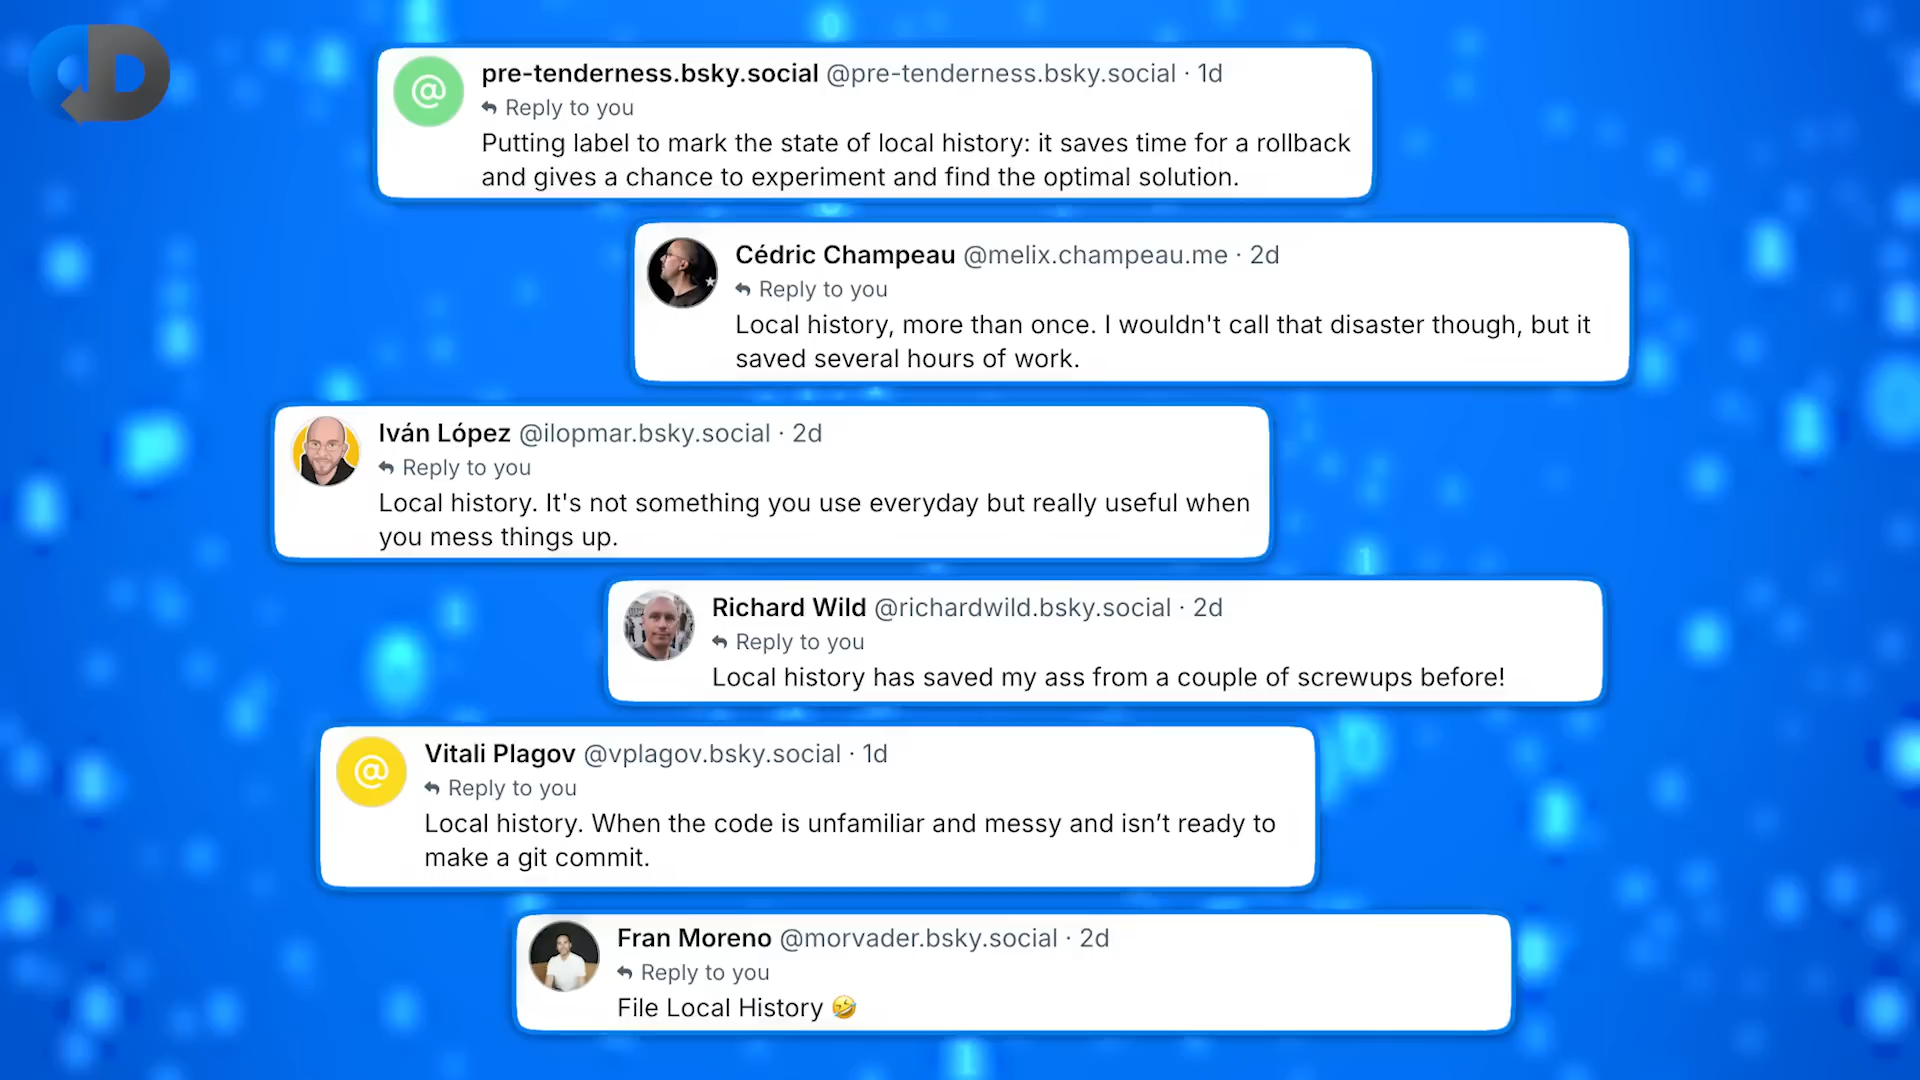 pre-tenderness.bsky.social @pre-tenderness.bsky.social · 1d
Reply to you
Putting label to mark the state of local history: it saves time for a rollback
and gives a chance to experiment and find the optimal solution.
Cédric Champeau @melix.champeau.me · 2d
Reply to you
Local history, more than once. I wouldn't call that disaster though, but it
saved several hours of work.
Iván López @ilopmar.bsky.social · 2d
Reply to you
Local history. It's not something you use everyday but really useful when
you mess things up.
Richard Wild @richardwild.bsky.social · 2d
Reply to you
Local history has saved my ass from a couple of screwups before!
Vitali Plagov @vplagov.bsky.social · 1d
Reply to you
Local history. When the code is unfamiliar and messy and isn’t ready to
make a git commit.
Fran Moreno @morvader.bsky.social · 2d
Reply to you
File Local History 🤣